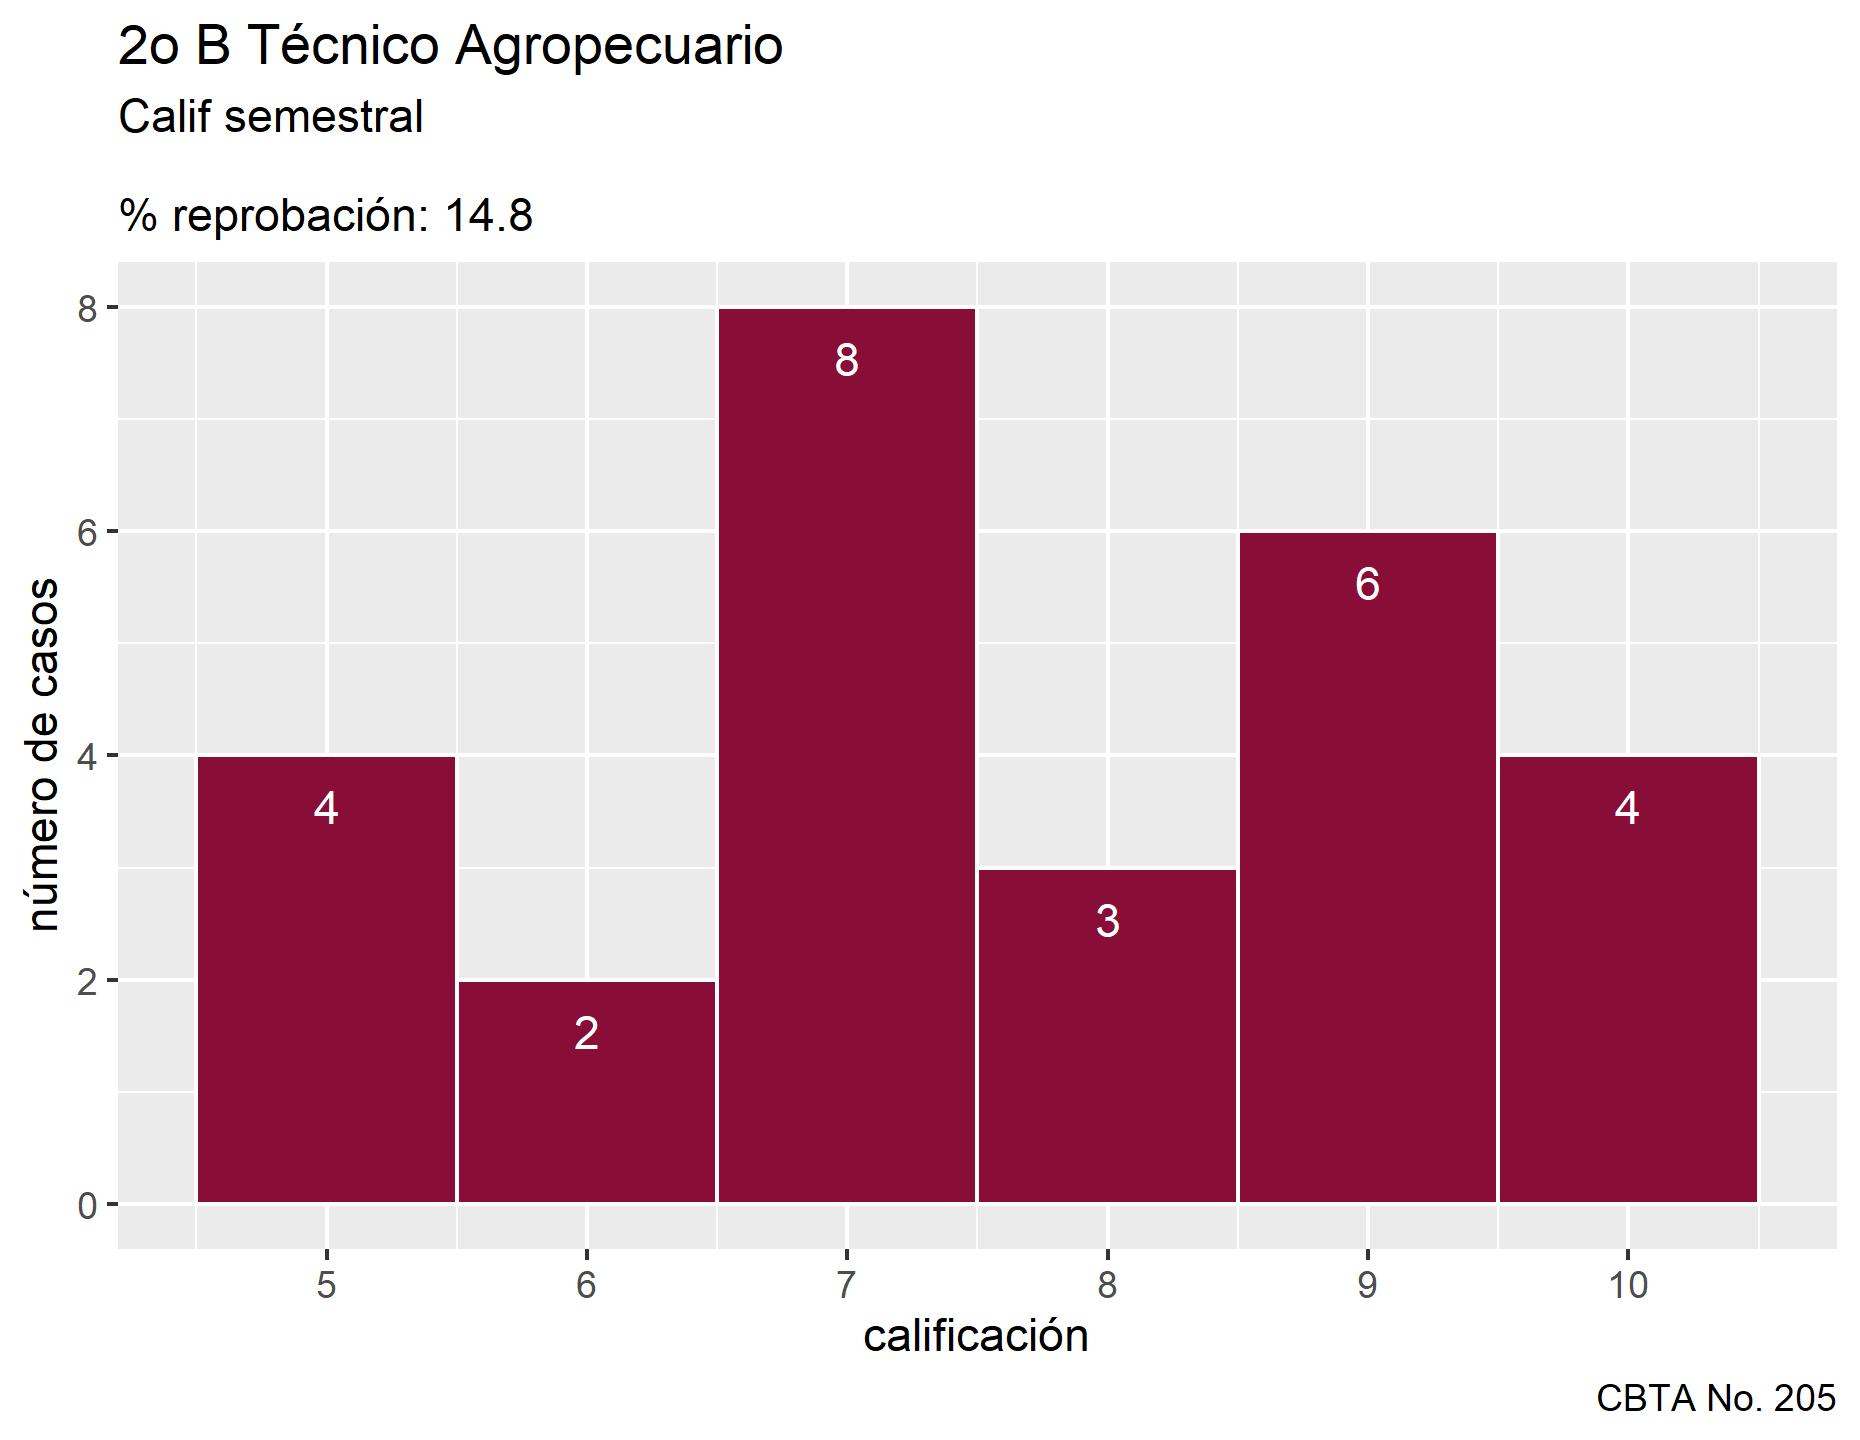 2o B Técnico Agropecuario
Calif semestral
% reprobación: 14.8
número de casos
8
6
4
2
0
4
2
8
3
6
4
5 6 7 8 9 10
calificación
CBTA No. 205